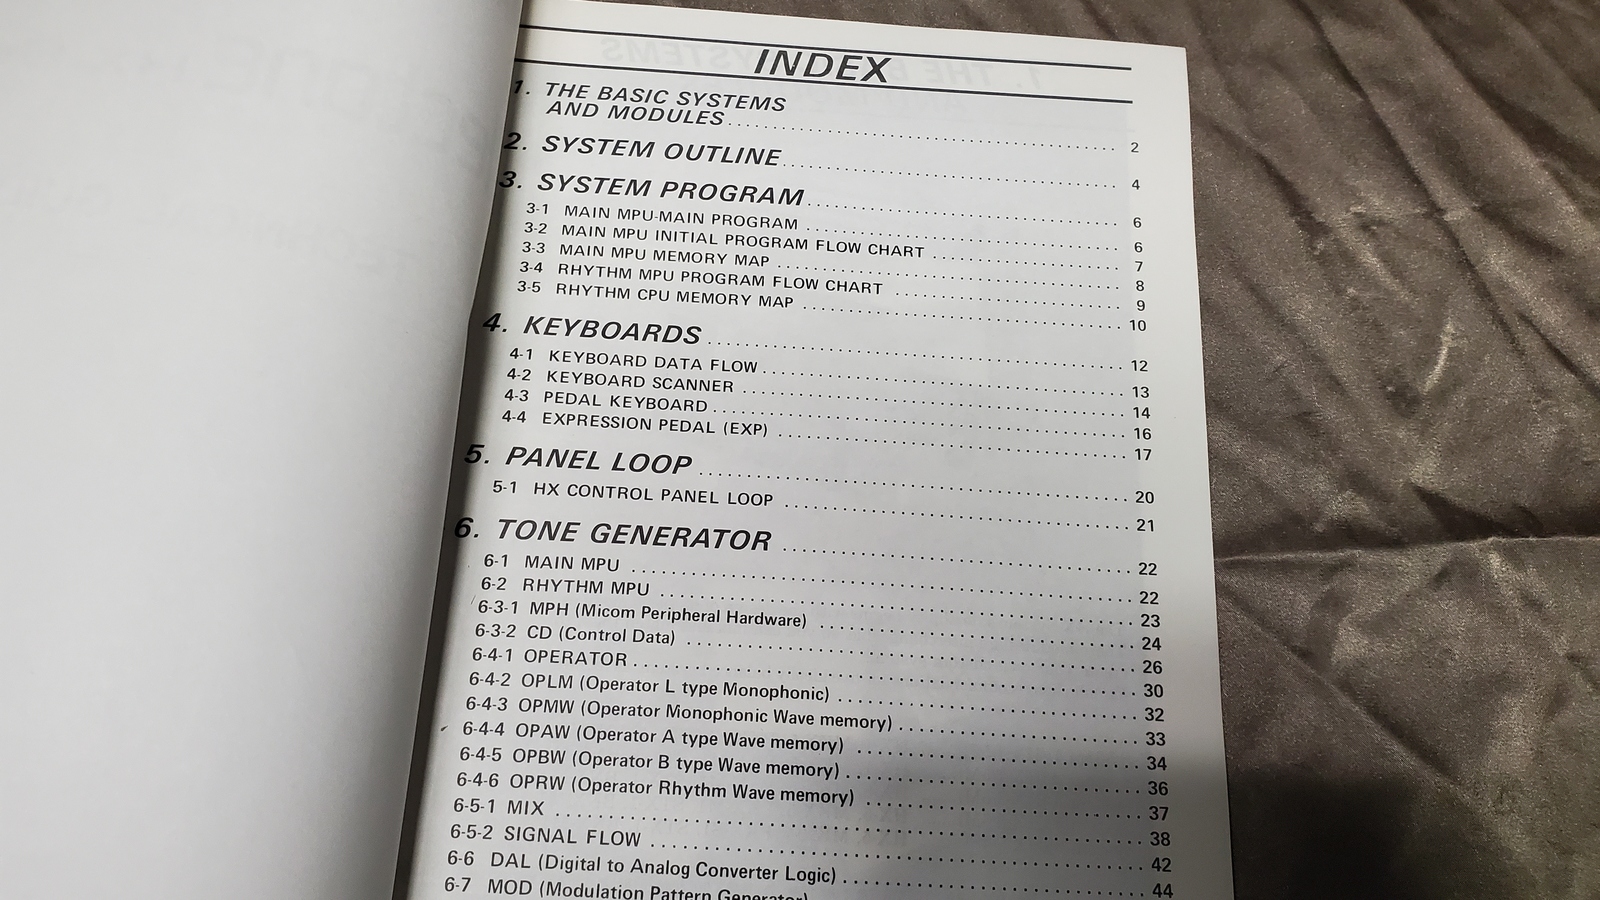 INDEX
1. THE BASIC SYSTEMS
AND MODULES ........ 2
2. SYSTEM OUTLINE ........ 4
3. SYSTEM PROGRAM ........ 6
3-1 MAIN MPU-MAIN PROGRAM ........ 6
3-2 MAIN MPU INITIAL PROGRAM FLOW CHART ........ 7
3-3 MAIN MPU MEMORY MAP ........ 8
3-4 RHYTHM MPU PROGRAM FLOW CHART ........ 9
3-5 RHYTHM CPU MEMORY MAP ........ 10
4. KEYBOARDS ........ 12
4-1 KEYBOARD DATA FLOW ........ 13
4-2 KEYBOARD SCANNER ........ 14
4-3 PEDAL KEYBOARD ........ 16
4-4 EXPRESSION PEDAL (EXP) ........ 17
5. PANEL LOOP ........ 20
5-1 HX CONTROL PANEL LOOP ........ 21
6. TONE GENERATOR ........ 22
6-1 MAIN MPU ........ 22
6-2 RHYTHM MPU ........ 23
6-3-1 MPH (Micom Peripheral Hardware) ........ 24
6-3-2 CD (Control Data) ........ 26
6-4-1 OPERATOR ........ 30
6-4-2 OPLM (Operator L type Monophonic) ........ 32
6-4-3 OPMW (Operator Monophonic Wave memory) ........ 33
6-4-4 OPAW (Operator A type Wave memory) ........ 34
6-4-5 OPBW (Operator B type Wave memory) ........ 36
6-4-6 OPRW (Operator Rhythm Wave memory) ........ 37
6-5-1 MIX ........ 38
6-5-2 SIGNAL FLOW ........ 42
6-6 DAL (Digital to Analog Converter Logic) ........ 44
6-7 MOD (Modulation Pattern Generator)